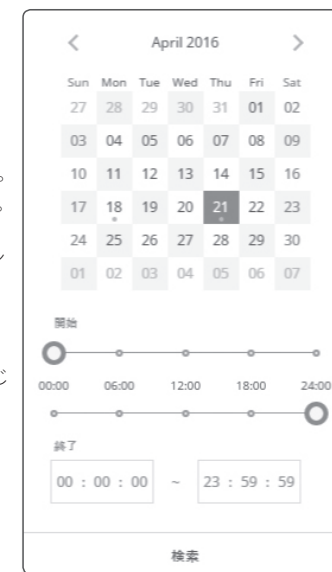 April 2016
Sun Mon Tue Wed Thu Fri Sat
27 28 29 30 31 01 02
03 04 05 06 07 08 09
10 11 12 13 14 15 16
17 18 19 20 21 22 23
24 25 26 27 28 29 30
01 02 03 04 05 06 07
開始
00:00 06:00 12:00 18:00 24:00
終了
00 : 00 : 00 ~ 23 : 59 : 59
検索